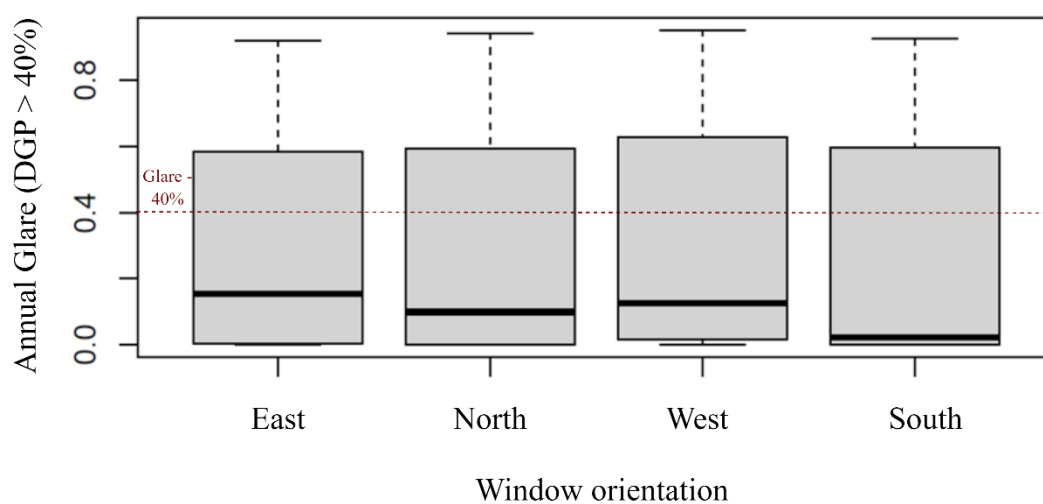 Annual Glare (DGP > 40%)
0.8
0.4
0.0
Glare -
40%
East North West South
Window orientation